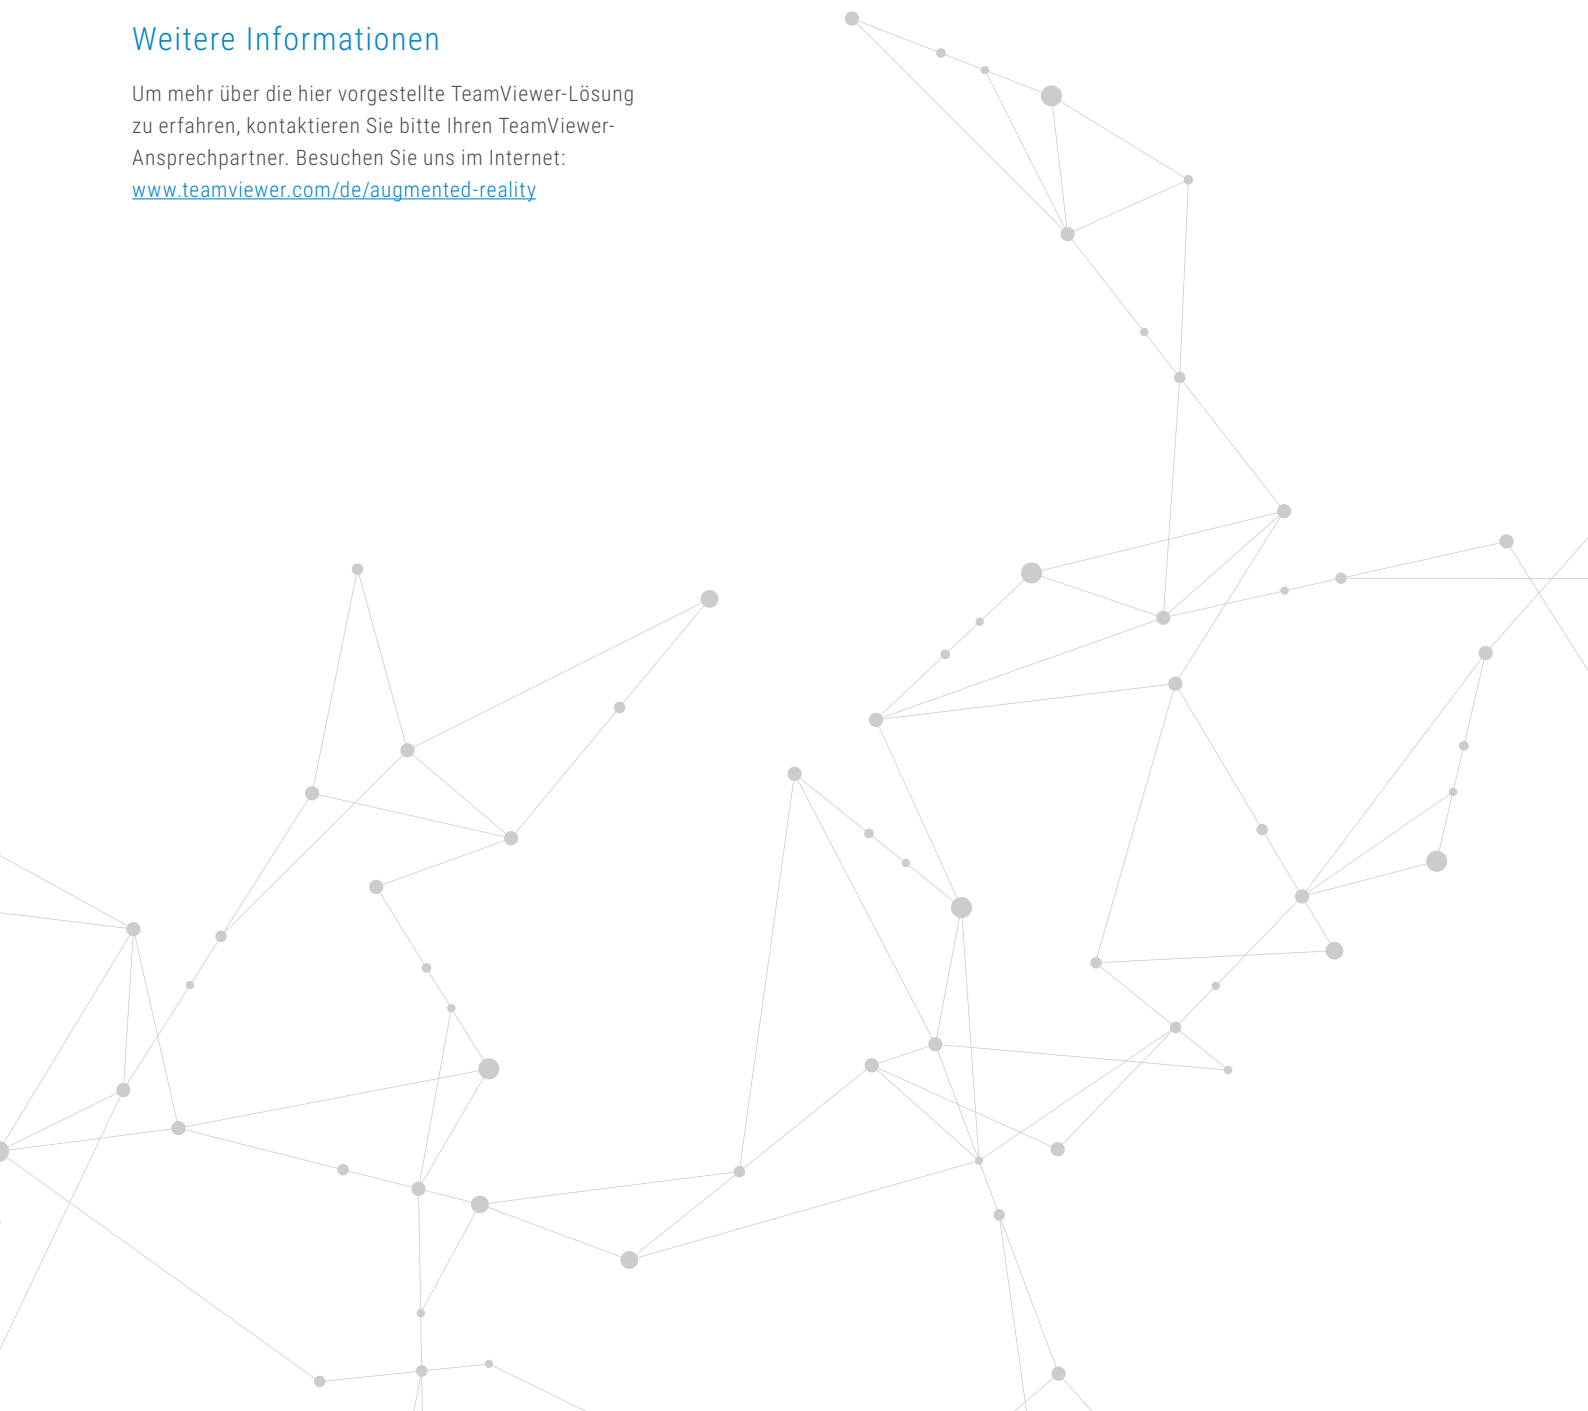 Weitere Informationen
Um mehr über die hier vorgestellte TeamViewer-Lösung
zu erfahren, kontaktieren Sie bitte Ihren TeamViewer-
Ansprechpartner. Besuchen Sie uns im Internet:
www.teamviewer.com/de/augmented-reality